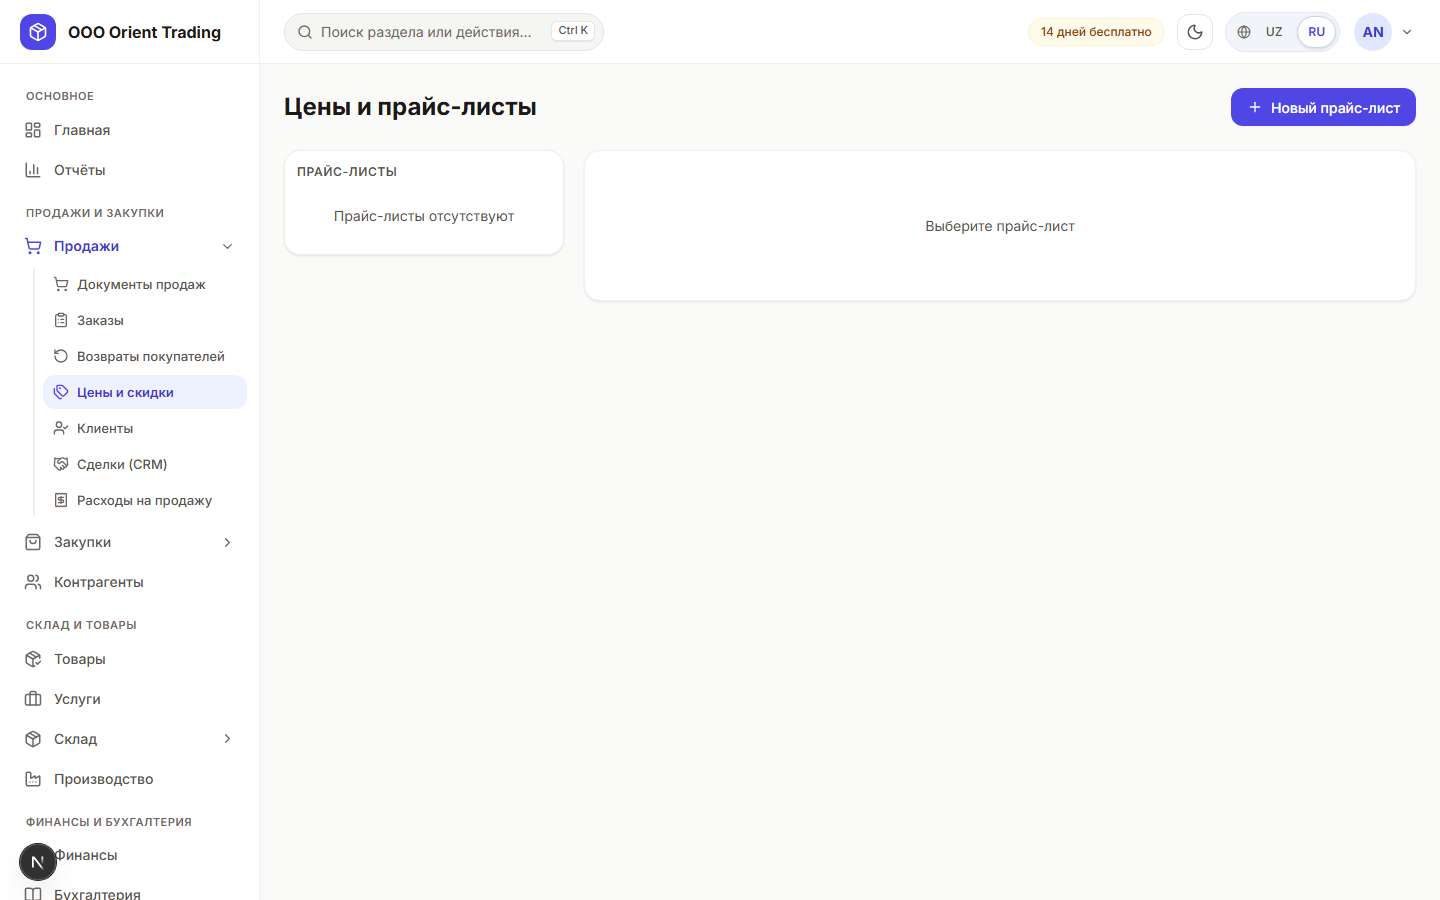 OOO Orient Trading
Поиск раздела или действия...
Ctrl K
14 дней бесплатно
UZ
RU
AN
ОСНОВНОЕ
Главная
Отчёты
ПРОДАЖИ И ЗАКУПКИ
Продажи
Документы продаж
Заказы
Возвраты покупателей
Цены и скидки
Клиенты
Сделки (CRM)
Расходы на продажу
Закупки
Контрагенты
СКЛАД И ТОВАРЫ
Товары
Услуги
Склад
Производство
ФИНАНСЫ И БУХГАЛТЕРИЯ
Финансы
Бухгалтерия
N
Цены и прайс-листы
Новый прайс-лист
ПРАЙС-ЛИСТЫ
Прайс-листы отсутствуют
Выберите прайс-лист